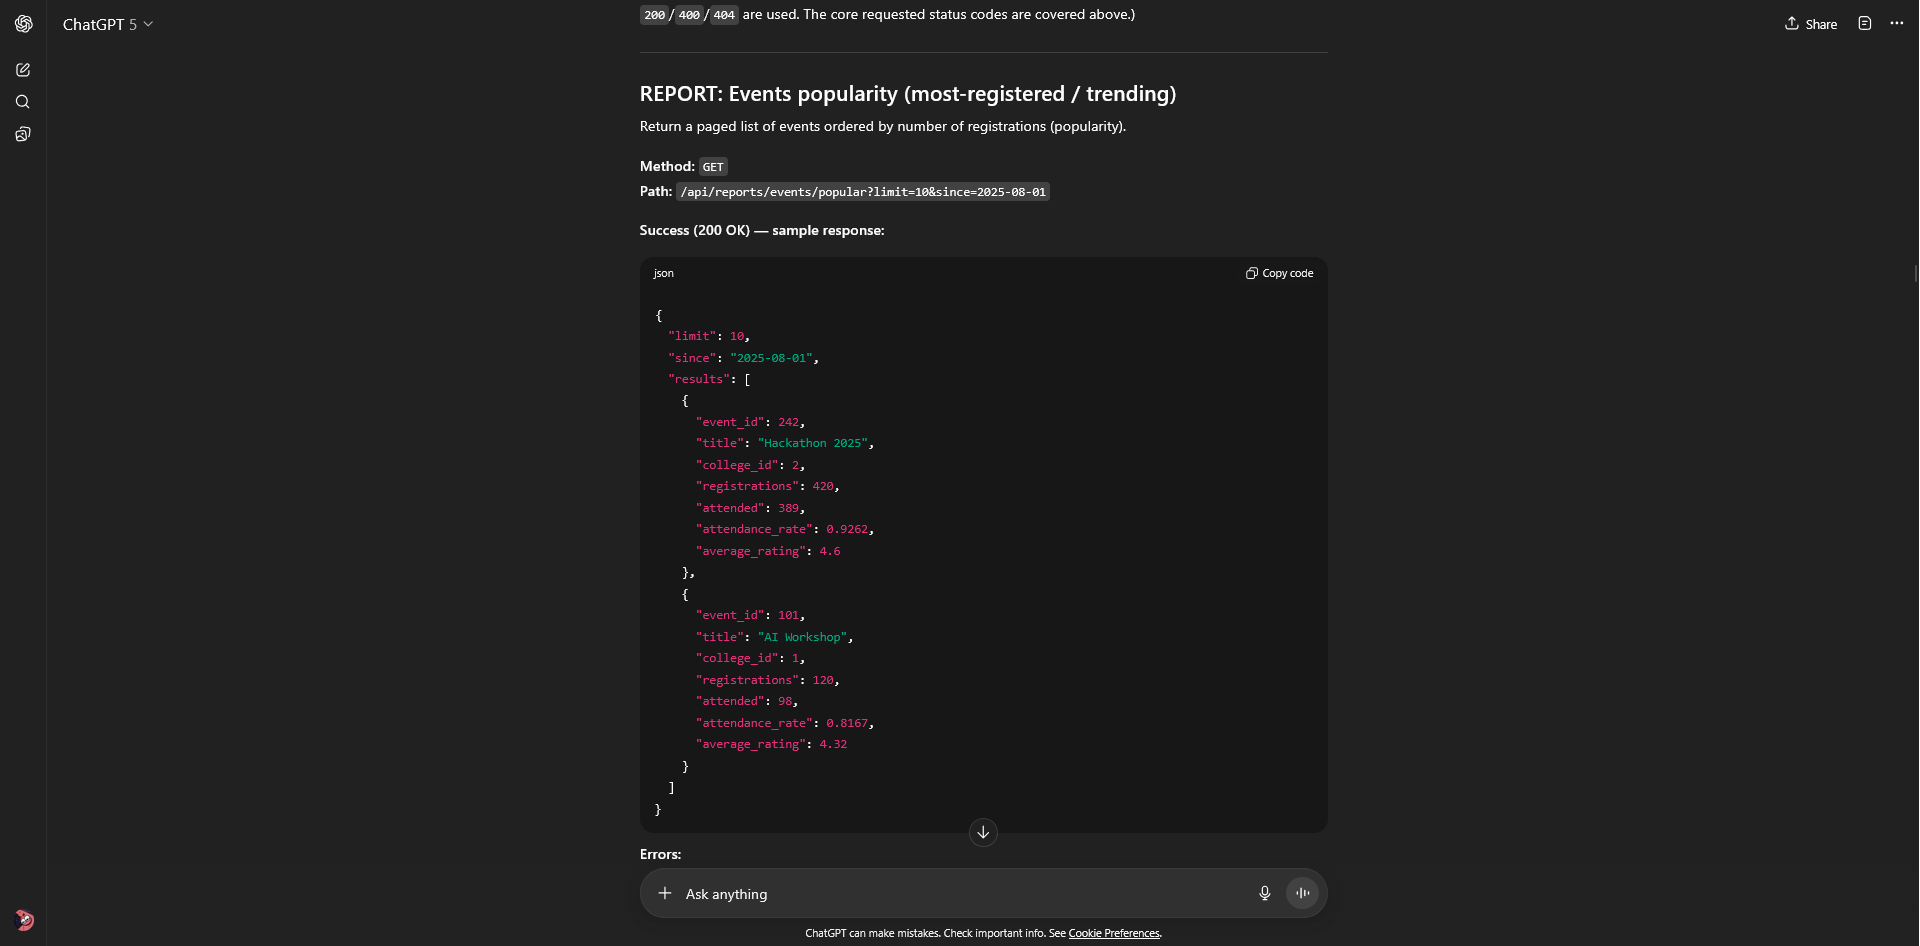 ChatGPT 5
Share
200/400/404 are used. The core requested status codes are covered above.)
REPORT: Events popularity (most-registered / trending)
Return a paged list of events ordered by number of registrations (popularity).
Method: GET
Path: /api/reports/events/popular?limit=10&since=2025-08-01
Success (200 OK) — sample response:
json
Copy code
{
  "limit": 10,
  "since": "2025-08-01",
  "results": [
    {
      "event_id": 242,
      "title": "Hackathon 2025",
      "college_id": 2,
      "registrations": 420,
      "attended": 389,
      "attendance_rate": 0.9262,
      "average_rating": 4.6
    },
    {
      "event_id": 101,
      "title": "AI Workshop",
      "college_id": 1,
      "registrations": 120,
      "attended": 98,
      "attendance_rate": 0.8167,
      "average_rating": 4.32
    }
  ]
}
Errors:
Ask anything
ChatGPT can make mistakes. Check important info. See Cookie Preferences.